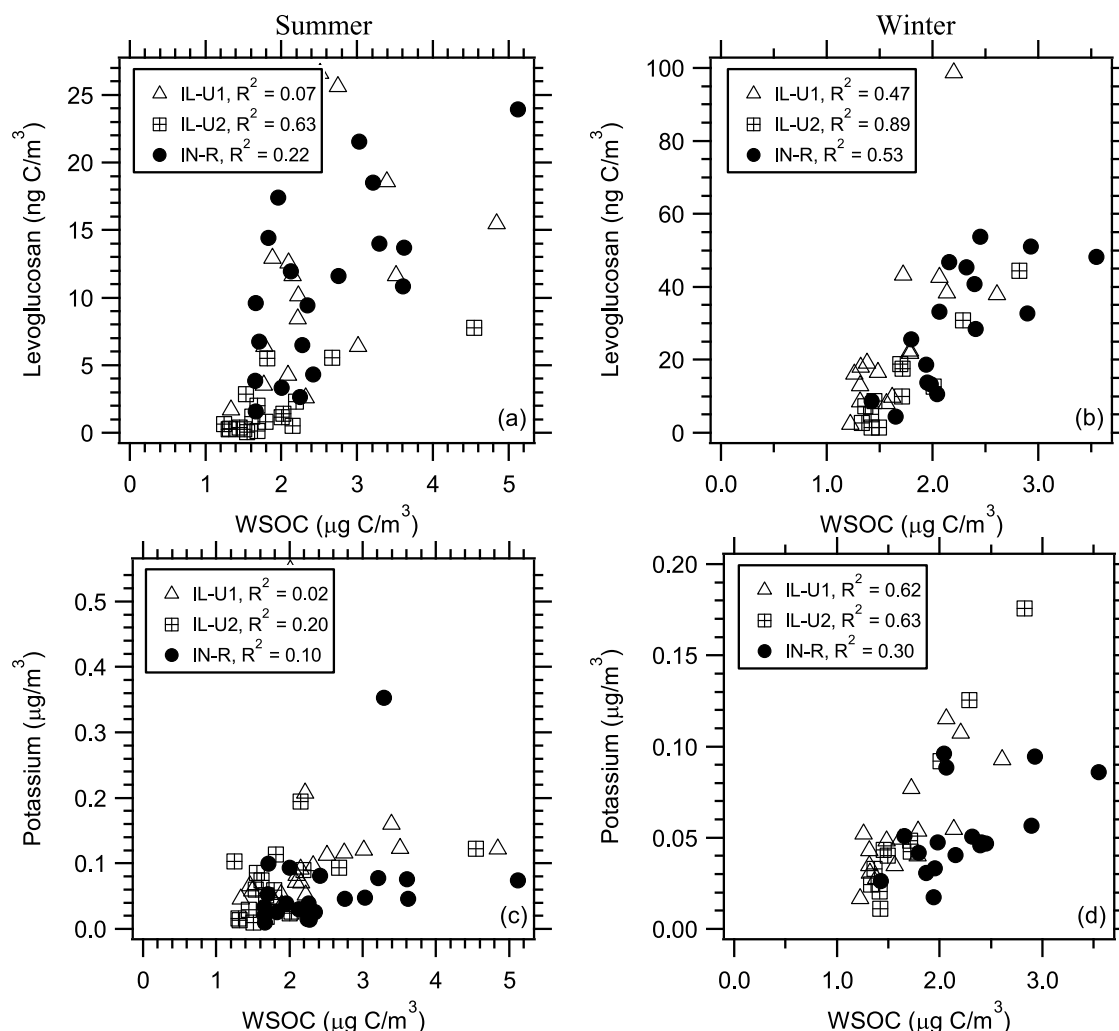 Summer
Winter
25
20
15
10
5
0
Levoglucosan (ng C/m³)
IL-U1, R² = 0.07
IL-U2, R² = 0.63
IN-R, R² = 0.22
(a)
0 1 2 3 4 5
WSOC (µg C/m³)
100
80
60
40
20
0
Levoglucosan (ng C/m³)
IL-U1, R² = 0.47
IL-U2, R² = 0.89
IN-R, R² = 0.53
(b)
0.0 1.0 2.0 3.0
WSOC (µg C/m³)
0.5
0.4
0.3
0.2
0.1
0.0
Potassium (µg/m³)
IL-U1, R² = 0.02
IL-U2, R² = 0.20
IN-R, R² = 0.10
(c)
0 1 2 3 4 5
WSOC (µg C/m³)
0.20
0.15
0.10
0.05
0.00
Potassium (µg/m³)
IL-U1, R² = 0.62
IL-U2, R² = 0.63
IN-R, R² = 0.30
(d)
0.0 1.0 2.0 3.0
WSOC (µg C/m³)